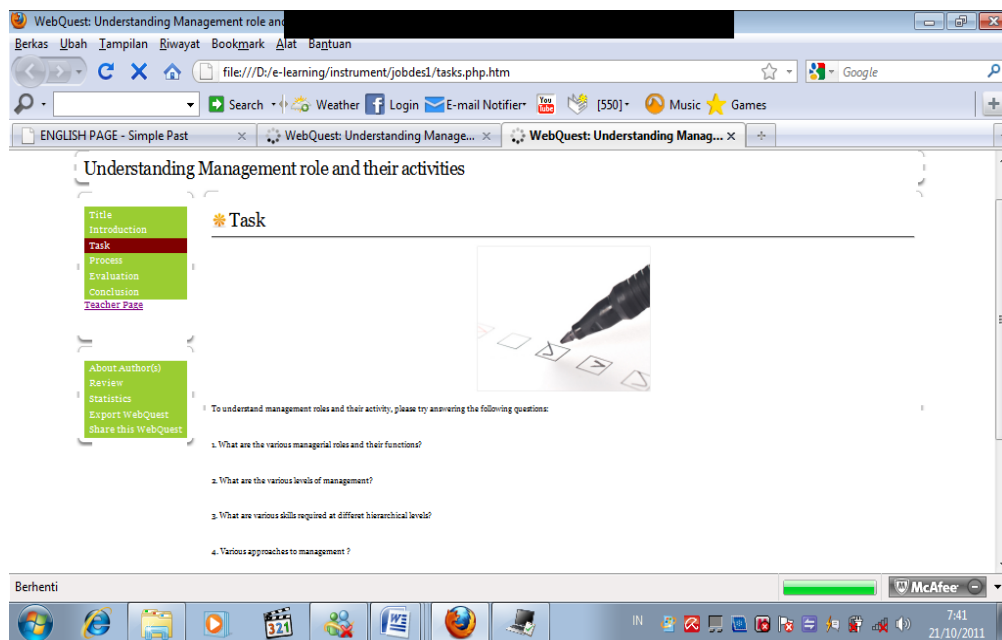 WebQuest: Understanding Management role and
Berkas Ubah Tampilan Riwayat Bookmark Alat Bantuan
file:///D:/e-learning/instrument/jobdes1/tasks.php.htm
Google
Search Weather Login E-mail Notifier You Tube [550] Music Games
ENGLISH PAGE - Simple Past
WebQuest: Understanding Manage...
WebQuest: Understanding Manag...
Understanding Management role and their activities
Title
Introduction
Task
Process
Evaluation
Conclusion
Teacher Page
About Author(s)
Review
Statistics
Export WebQuest
Share this WebQuest
Task
To understand management roles and their activity, please try answering the following questions:
1. What are the various managerial roles and their functions?
2. What are the various levels of management?
3. What are various skills required at differet hierarchical levels?
4. Various approaches to management ?
Berhenti
McAfee
321
IN
7:41
21/10/2011